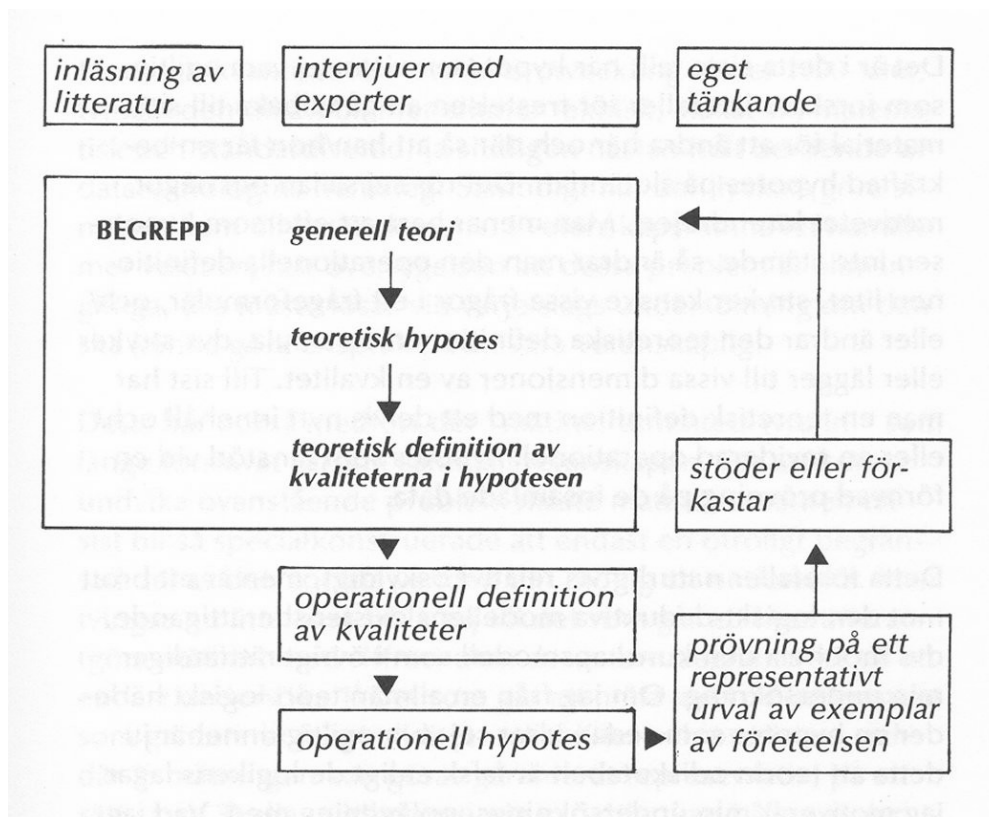 inläsning av
litteratur
intervjuer med
experter
eget
tänkande
BEGREPP
generell teori
teoretisk hypotes
teoretisk definition av
kvaliteterna i hypotesen
stöder eller för-
kastar
operationell definition
av kvaliteter
operationell hypotes
prövning på ett
representativt
urval av exemplar
av företeelsen